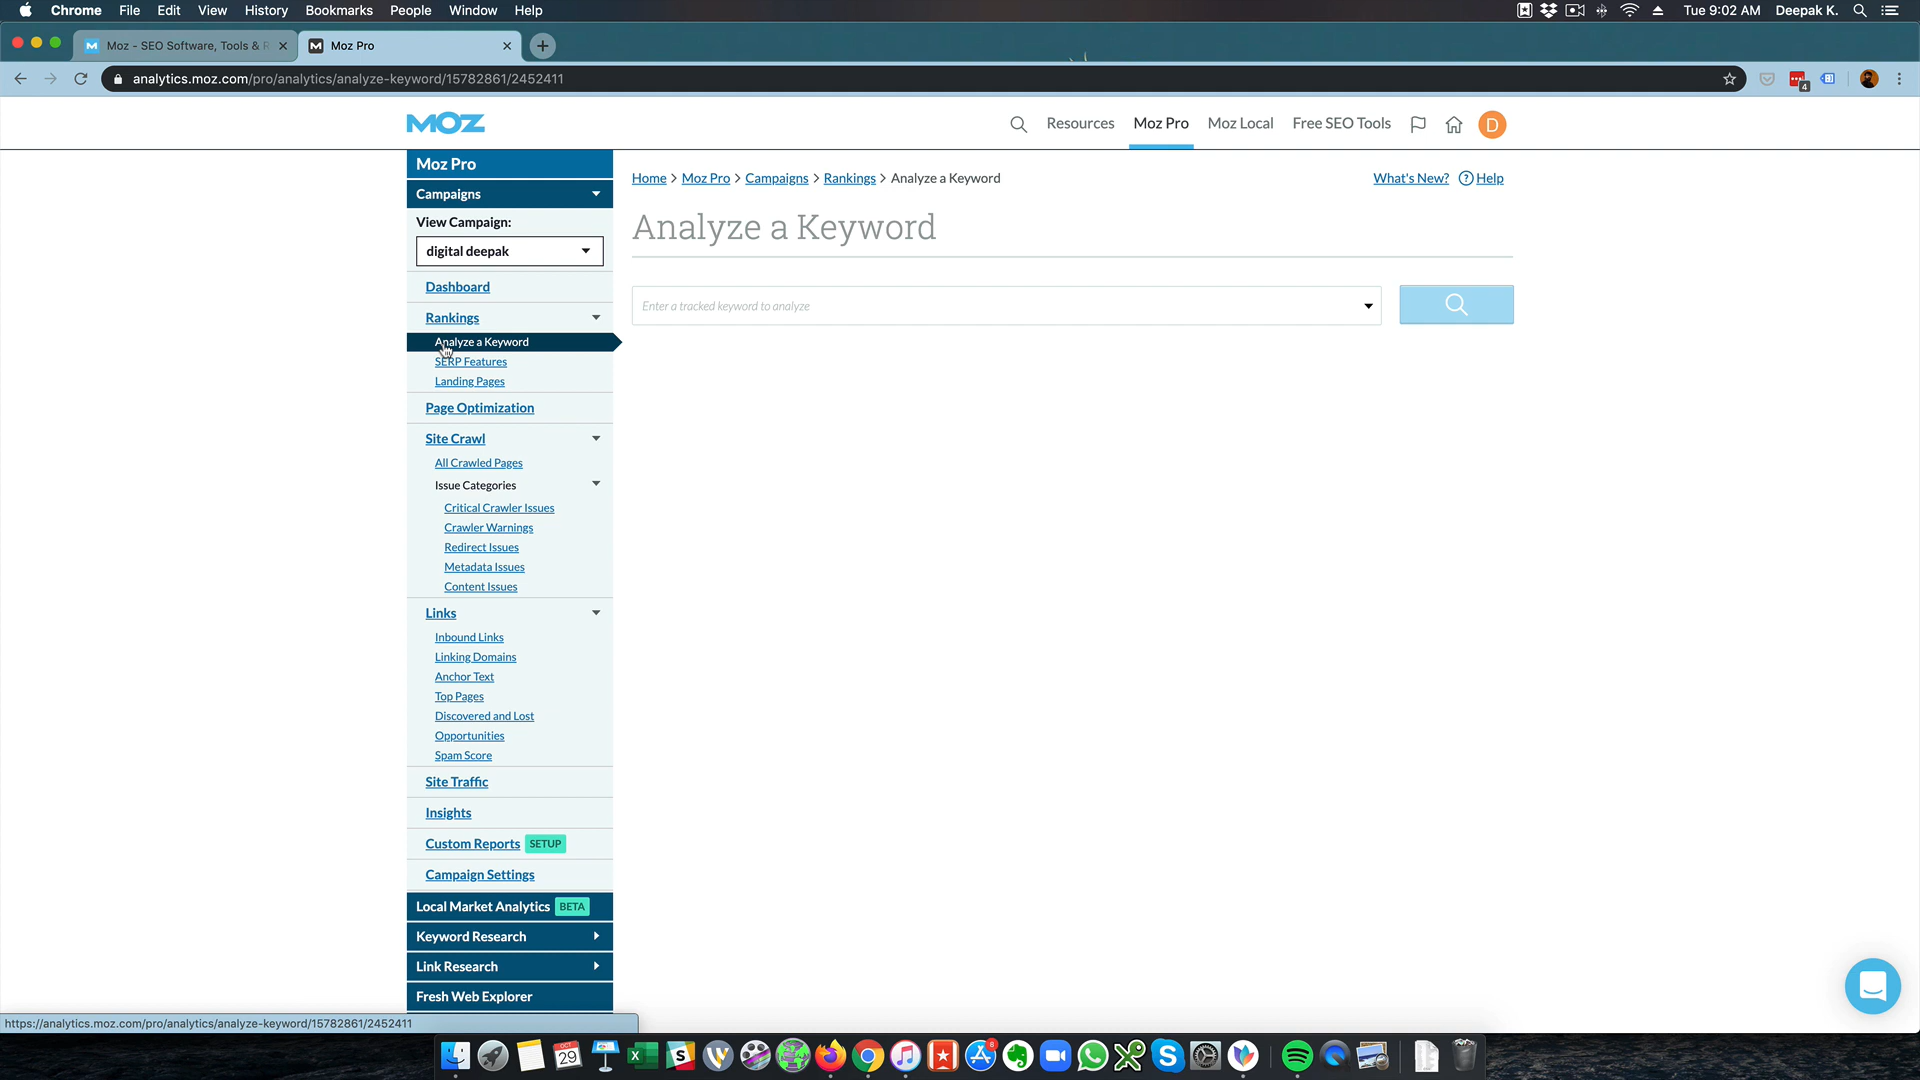 Chrome File Edit View History Bookmarks People Window Help
Tue 9:02 AM Deepak K.
Moz - SEO Software, Tools & R
Moz Pro
analytics.moz.com/pro/analytics/analyze-keyword/15782861/2452411
4
MOZ
Resources Moz Pro Moz Local Free SEO Tools D
Moz Pro
Campaigns
View Campaign:
digital deepak
Dashboard
Rankings
Analyze a Keyword
SERP Features
Landing Pages
Page Optimization
Site Crawl
All Crawled Pages
Issue Categories
Critical Crawler Issues
Crawler Warnings
Redirect Issues
Metadata Issues
Content Issues
Links
Inbound Links
Linking Domains
Anchor Text
Top Pages
Discovered and Lost
Opportunities
Spam Score
Site Traffic
Insights
Custom Reports SETUP
Campaign Settings
Local Market Analytics BETA
Keyword Research
Link Research
Fresh Web Explorer
Home > Moz Pro > Campaigns > Rankings > Analyze a Keyword
What's New? ? Help
Analyze a Keyword
Enter a tracked keyword to analyze
https://analytics.moz.com/pro/analytics/analyze-keyword/15782861/2452411
OCT
29
8